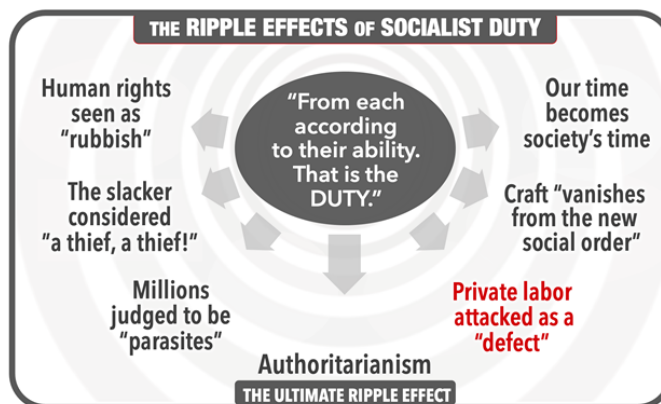 THE RIPPLE EFFECTS OF SOCIALIST DUTY
Human rights
seen as
"rubbish"
"From each
according
to their ability.
That is the
DUTY."
Our time
becomes
society's time
The slacker
considered
"a thief, a thief!"
Craft "vanishes
from the new
social order"
Millions
judged to be
"parasites"
Private labor
attacked as a
"defect"
Authoritarianism
THE ULTIMATE RIPPLE EFFECT